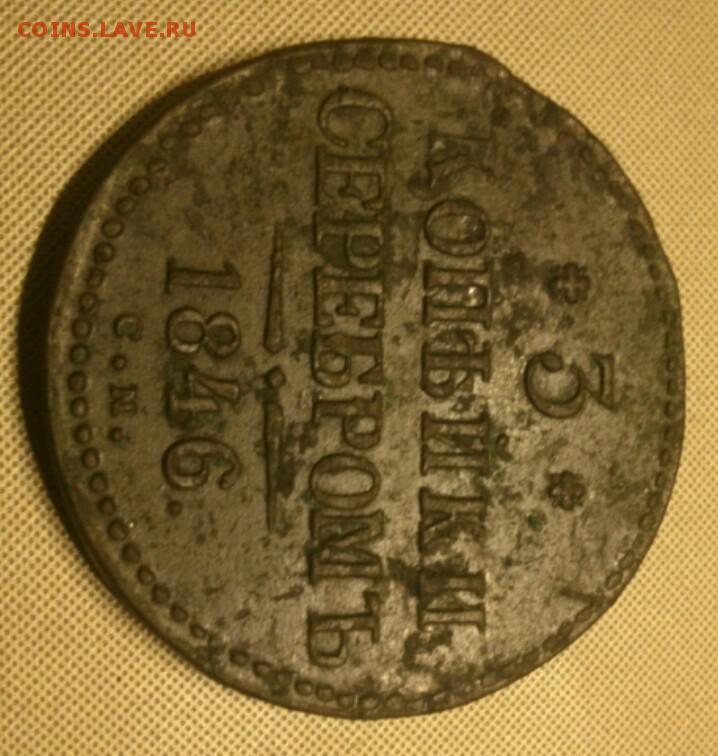 COINS.LAVE.RU
* 3 *
КОПѢЙКИ
СЕРЕБРОМЪ
1846.
С.М.